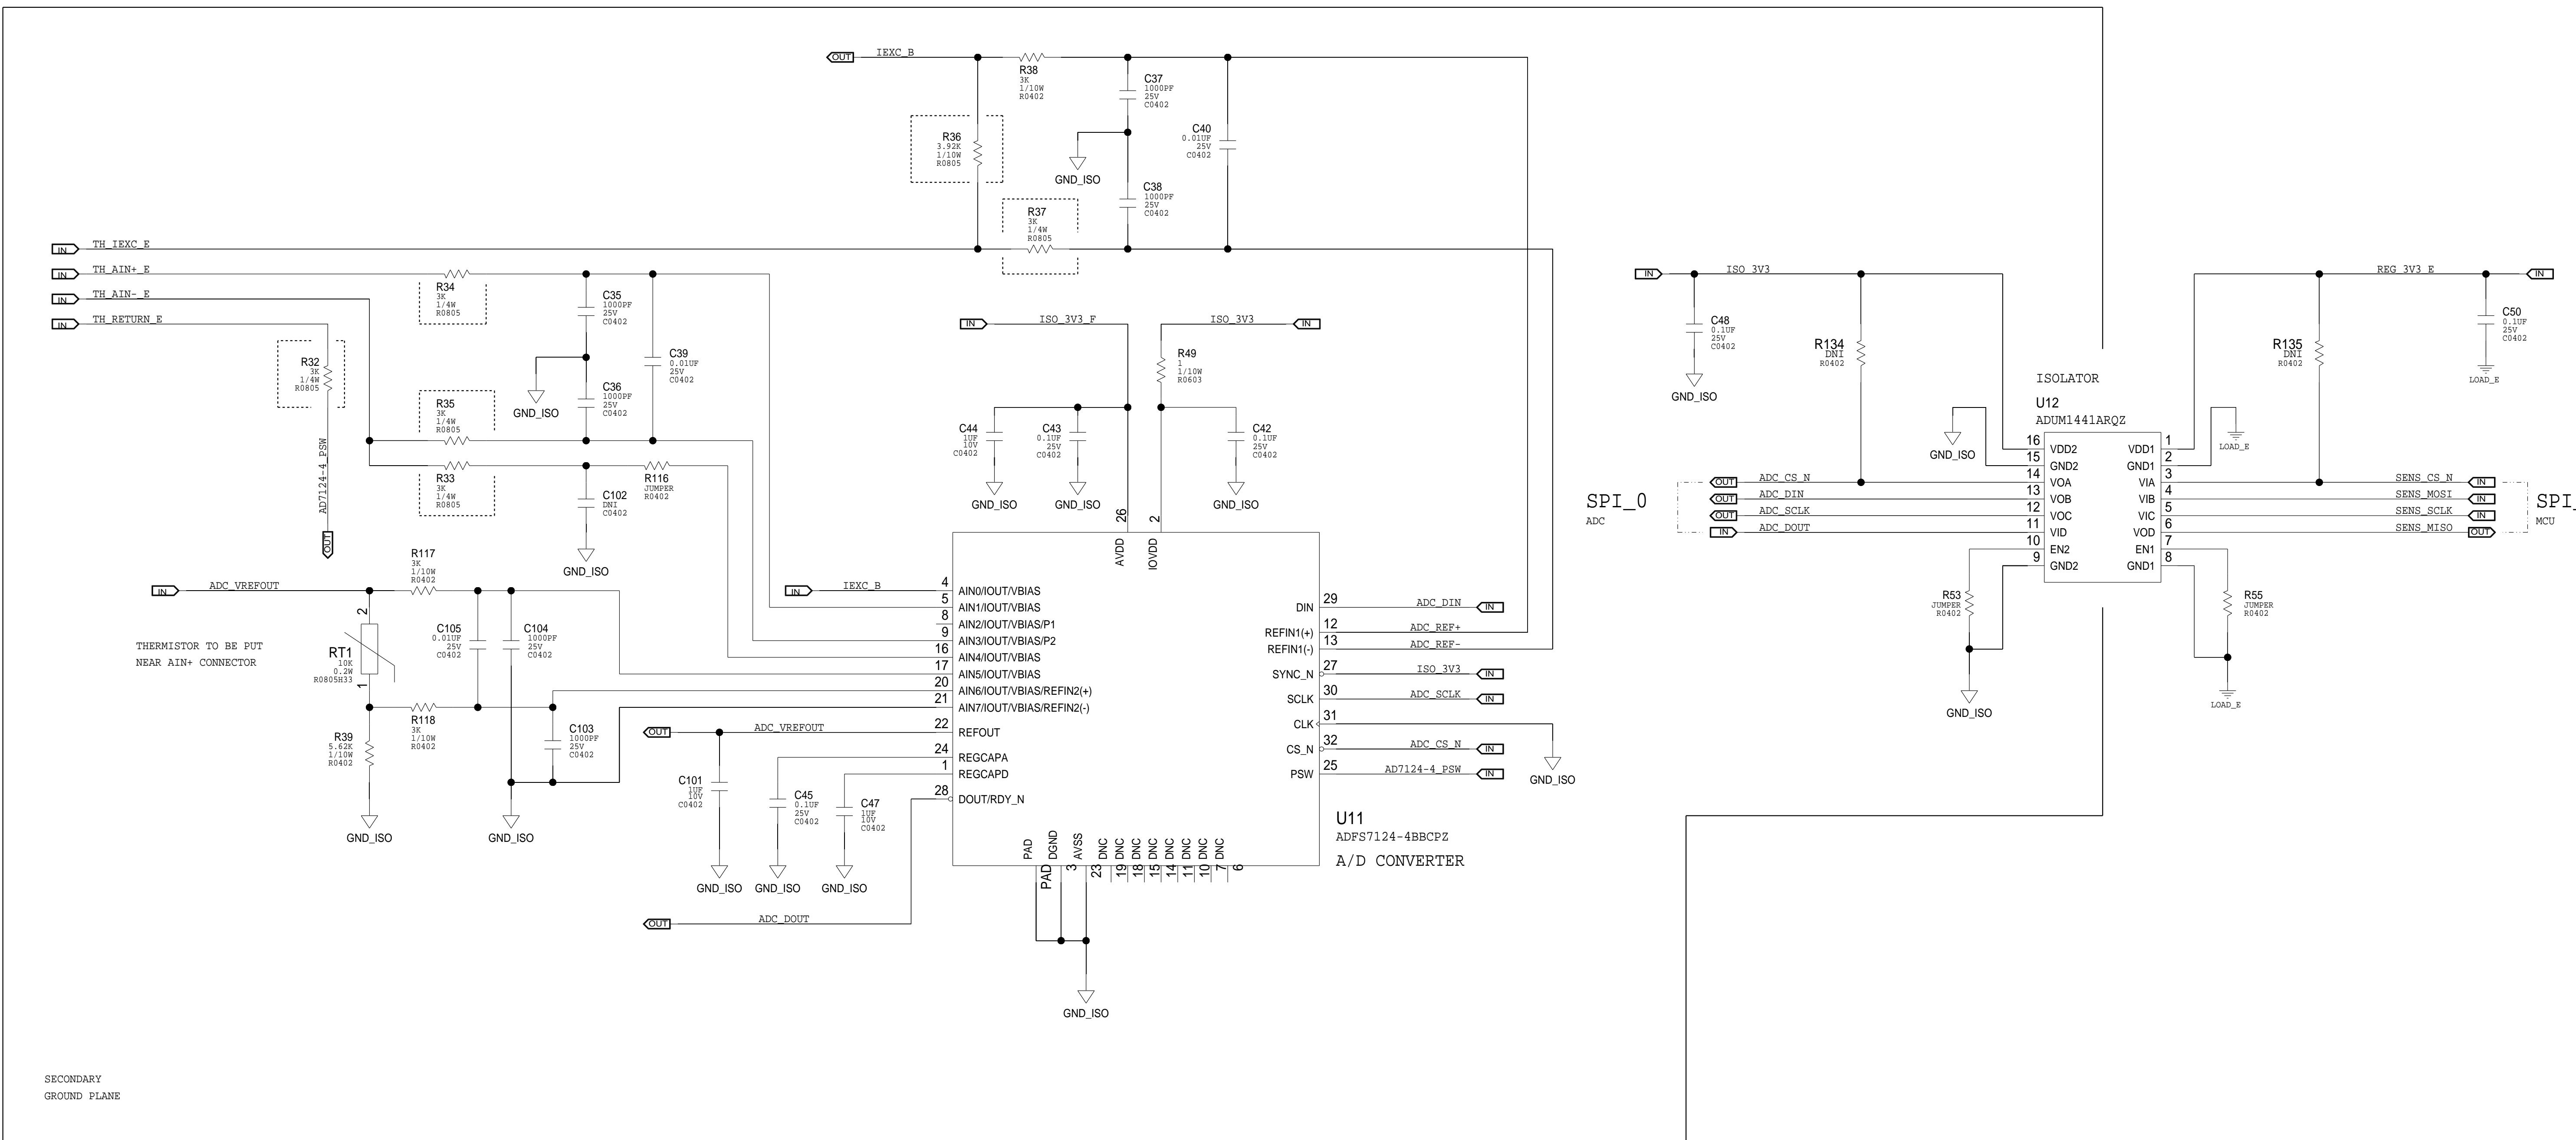 OUT
IEXC_B
R38
3K
1/10W
R0402
C37
1000PF
25V
C0402
R36
3.92K
1/10W
R0805
C40
0.01UF
25V
C0402
GND_ISO
C38
1000PF
25V
C0402
R37
3K
1/4W
R0805
IN
TH_IEXC_E
IN
TH_AIN+_E
IN
TH_AIN-_E
IN
TH_RETURN_E
R34
3K
1/4W
R0805
C35
1000PF
25V
C0402
R32
3K
1/4W
R0805
C39
0.01UF
25V
C0402
GND_ISO
C36
1000PF
25V
C0402
R35
3K
1/4W
R0805
R33
3K
1/4W
R0805
R116
JUMPER
R0402
C102
DNI
C0402
GND_ISO
AD7124-4_PSW
OUT
IN
ISO_3V3_F
ISO_3V3
IN
R49
1
1/10W
R0603
C44
1UF
10V
C0402
C43
0.1UF
25V
C0402
C42
0.1UF
25V
C0402
GND_ISO
GND_ISO
GND_ISO
IN
ADC_VREFOUT
R117
3K
1/10W
R0402
THERMISTOR TO BE PUT
NEAR AIN+ CONNECTOR
2
RT1
10K
0.2W
R0805H33
1
C105
0.01UF
25V
C0402
C104
1000PF
25V
C0402
R118
3K
1/10W
R0402
R39
5.62K
1/10W
R0402
C103
1000PF
25V
C0402
GND_ISO
GND_ISO
IN
IEXC_B
26
AVDD
2
IOVDD
4
AIN0/IOUT/VBIAS
5
AIN1/IOUT/VBIAS
8
AIN2/IOUT/VBIAS/P1
9
AIN3/IOUT/VBIAS/P2
16
AIN4/IOUT/VBIAS
17
AIN5/IOUT/VBIAS
20
AIN6/IOUT/VBIAS/REFIN2(+)
21
AIN7/IOUT/VBIAS/REFIN2(-)
22
REFOUT
24
REGCAPA
1
REGCAPD
28
DOUT/RDY_N
OUT
ADC_VREFOUT
C101
1UF
10V
C0402
C45
0.1UF
25V
C0402
C47
1UF
10V
C0402
GND_ISO
GND_ISO
GND_ISO
OUT
ADC_DOUT
DIN
29
ADC_DIN
IN
REFIN1(+)
12
ADC_REF+
REFIN1(-)
13
ADC_REF-
SYNC_N
27
ISO_3V3
IN
SCLK
30
ADC_SCLK
IN
CLK
31
CS_N
32
ADC_CS_N
IN
PSW
25
AD7124-4_PSW
IN
GND_ISO
PAD
DGND
AVSS
DNC
DNC
DNC
DNC
DNC
DNC
DNC
DNC
PAD
3
23
19
18
15
14
11
10
7
6
GND_ISO
U11
ADFS7124-4BBCPZ
A/D CONVERTER
IN
ISO_3V3
C48
0.1UF
25V
C0402
GND_ISO
R134
DNI
R0402
REG_3V3_E
IN
R135
DNI
R0402
C50
0.1UF
25V
C0402
LOAD_E
ISOLATOR
U12
ADUM1441ARQZ
GND_ISO
LOAD_E
16
VDD2
VDD1
1
15
GND2
GND1
2
14
VOA
VIA
3
13
VOB
VIB
4
12
VOC
VIC
5
11
VID
VOD
6
10
EN2
EN1
7
9
GND2
GND1
8
SPI_0
ADC
OUT
ADC_CS_N
OUT
ADC_DIN
OUT
ADC_SCLK
IN
ADC_DOUT
SENS_CS_N
IN
SENS_MOSI
IN
SENS_SCLK
IN
SENS_MISO
OUT
SPI_
MCU
R53
JUMPER
R0402
GND_ISO
R55
JUMPER
R0402
LOAD_E
SECONDARY
GROUND PLANE